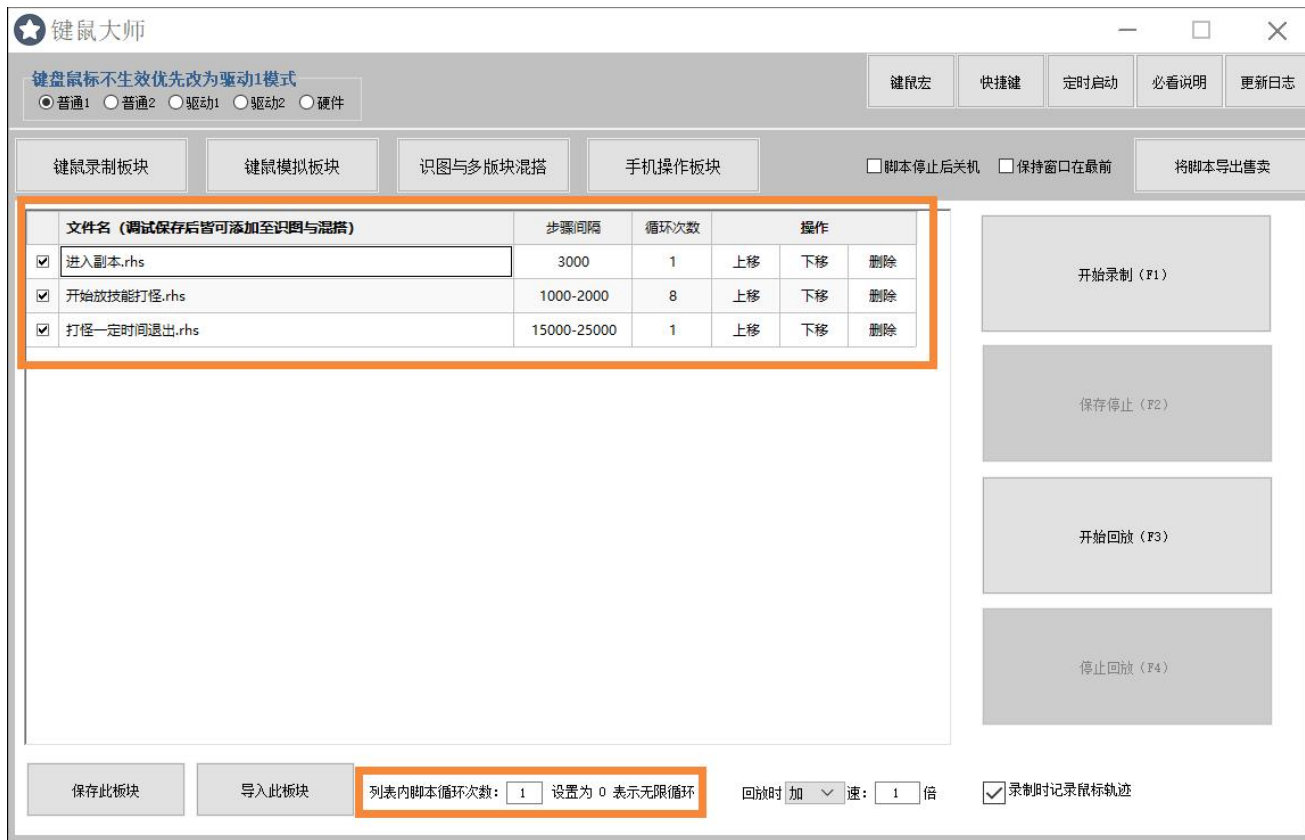 键鼠大师
键盘鼠标不生效优先改为驱动1模式
普通1 普通2 驱动1 驱动2 硬件
键鼠宏 快捷键 定时启动 必看说明 更新日志
键鼠录制板块 键鼠模拟板块 识图与多版块混搭 手机操作板块 脚本停止后关机 保持窗口在最前 将脚本导出售卖
文件名（调试保存后皆可添加至识图与混搭） 步骤间隔 循环次数 操作
进入副本.rhs 3000 1 上移 下移 删除
开始放技能打怪.rhs 1000-2000 8 上移 下移 删除
打怪一定时间退出.rhs 15000-25000 1 上移 下移 删除
开始录制（F1）
保存停止（F2）
开始回放（F3）
停止回放（F4）
保存此板块 导入此板块 列表内脚本循环次数： 1 设置为 0 表示无限循环 回放时 加 速： 1 倍 录制时记录鼠标轨迹